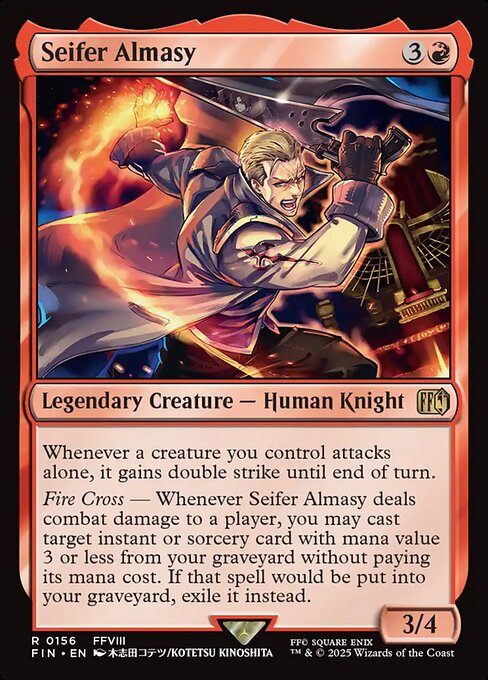 Seifer Almasy 3
Legendary Creature — Human Knight FF
Whenever a creature you control attacks
alone, it gains double strike until end of turn.
Fire Cross — Whenever Seifer Almasy deals
combat damage to a player, you may cast
target instant or sorcery card with mana value
3 or less from your graveyard without paying
its mana cost. If that spell would be put into
your graveyard, exile it instead.
3/4
R 0156 FFVIII
FIN • EN 木志田コテツ/KOTETSU KINOSHITA
FF© SQUARE ENIX
™ & © 2025 Wizards of the Coast